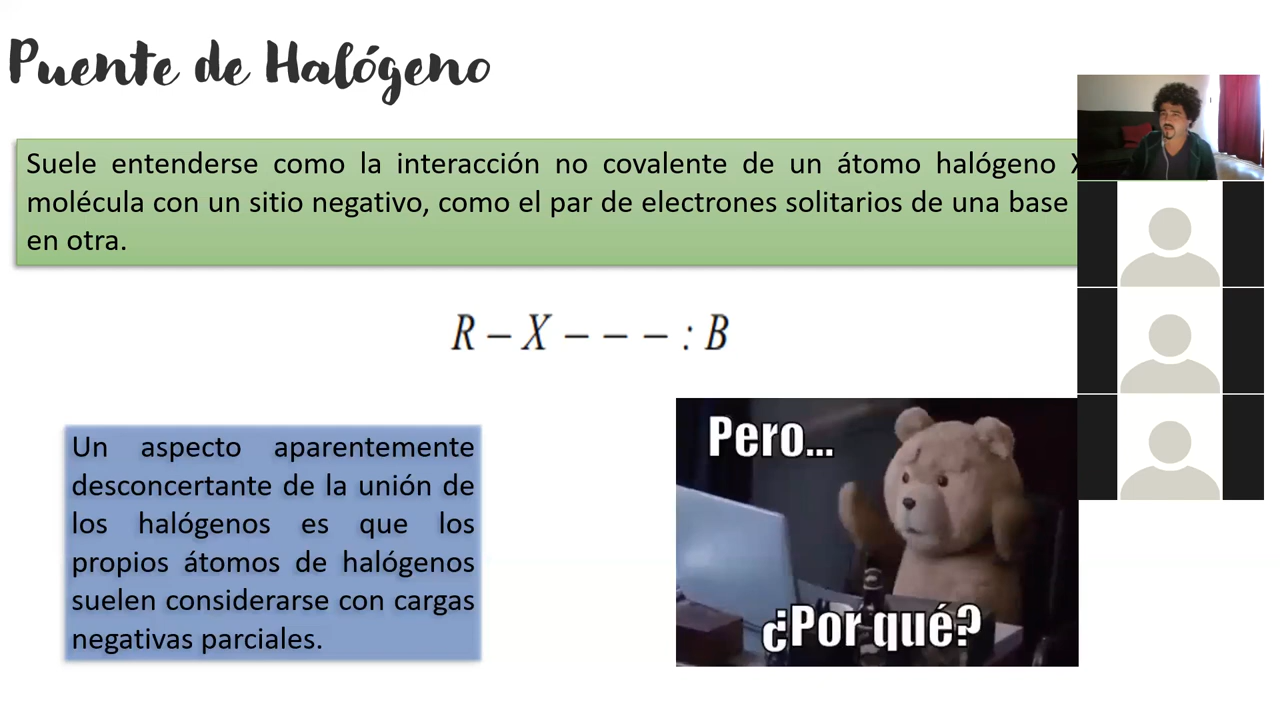 Puente de Halógeno
Suele entenderse como la interacción no covalente de un átomo halógeno
molécula con un sitio negativo, como el par de electrones solitarios de una base
en otra.
R – X – – – : B
Un aspecto aparentemente
desconcertante de la unión de
los halógenos es que los
propios átomos de halógenos
suelen considerarse con cargas
negativas parciales.
Pero...
¿Por qué?